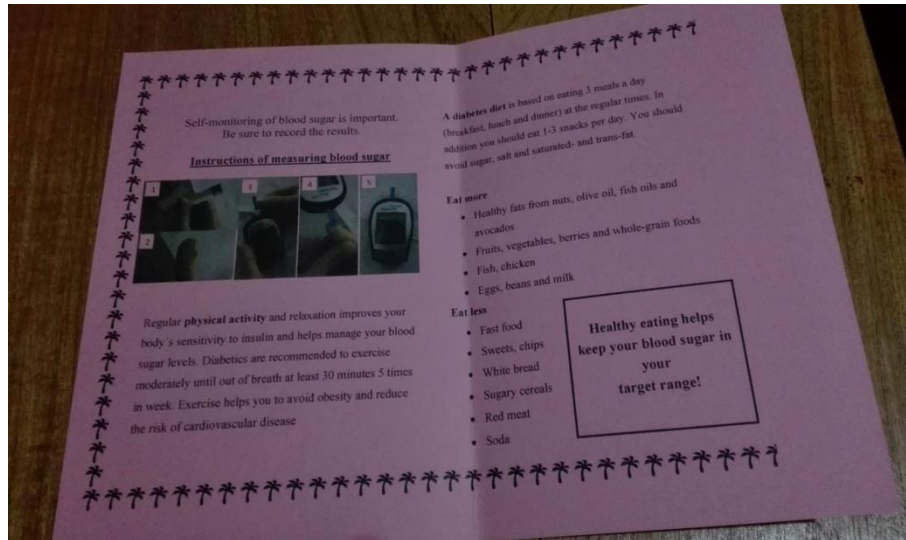 Self-monitoring of blood sugar is important.
Be sure to record the results.
Instructions of measuring blood sugar
1
3
4
5
2
Regular physical activity and relaxation improves your
body´s sensitivity to insulin and helps manage your blood
sugar levels. Diabetics are recommended to exercise
moderately until out of breath at least 30 minutes 5 times
in week. Exercise helps you to avoid obesity and reduce
the risk of cardiovascular disease
A diabetes diet is based on eating 3 meals a day
(breakfast, lunch and dinner) at the regular times. In
addition you should eat 1-3 snacks per day. You should
avoid sugar, salt and saturated- and trans-fat.
Eat more
• Healthy fats from nuts, olive oil, fish oils and
avocados
• Fruits, vegetables, berries and whole-grain foods
• Fish, chicken
• Eggs, beans and milk
Eat less
• Fast food
• Sweets, chips
• White bread
• Sugary cereals
• Red meat
• Soda
Healthy eating helps
keep your blood sugar in
your
target range!